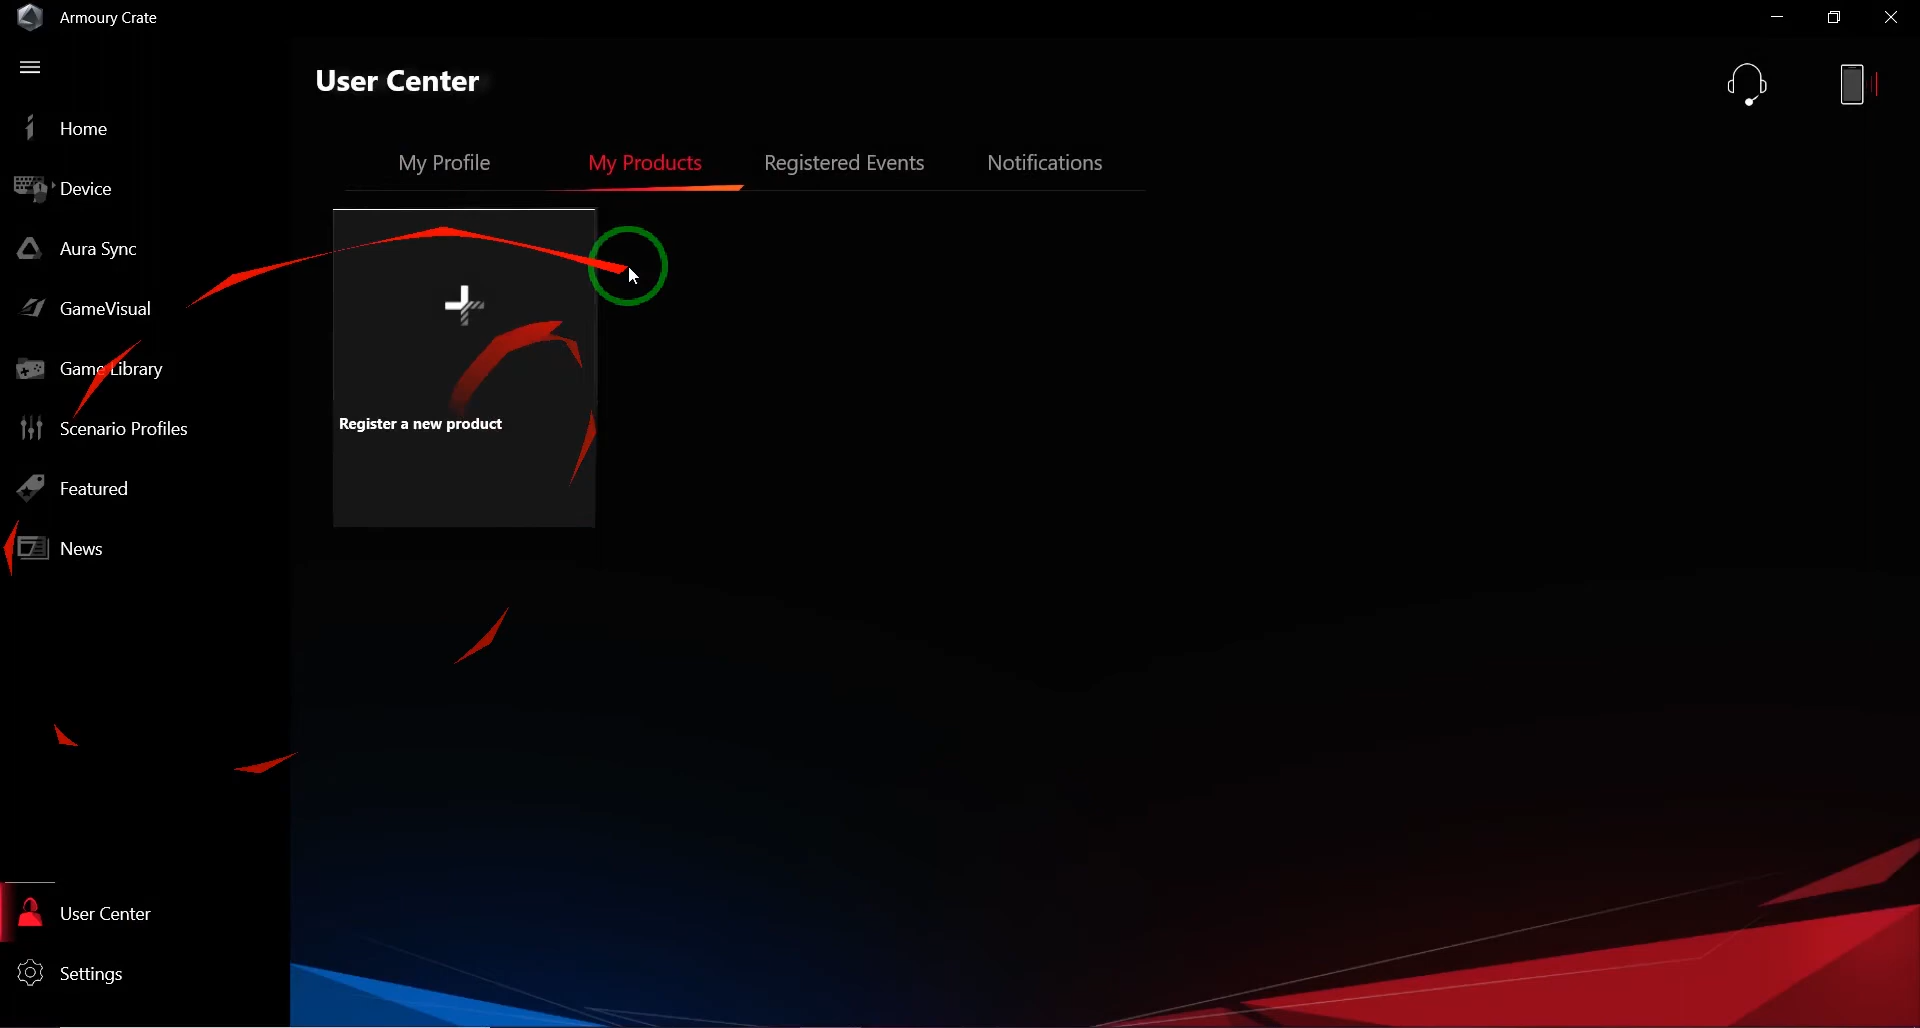 Armoury Crate
User Center
Home
Device
Aura Sync
GameVisual
Game Library
Scenario Profiles
Featured
News
User Center
Settings
My Profile
My Products
Registered Events
Notifications
Register a new product